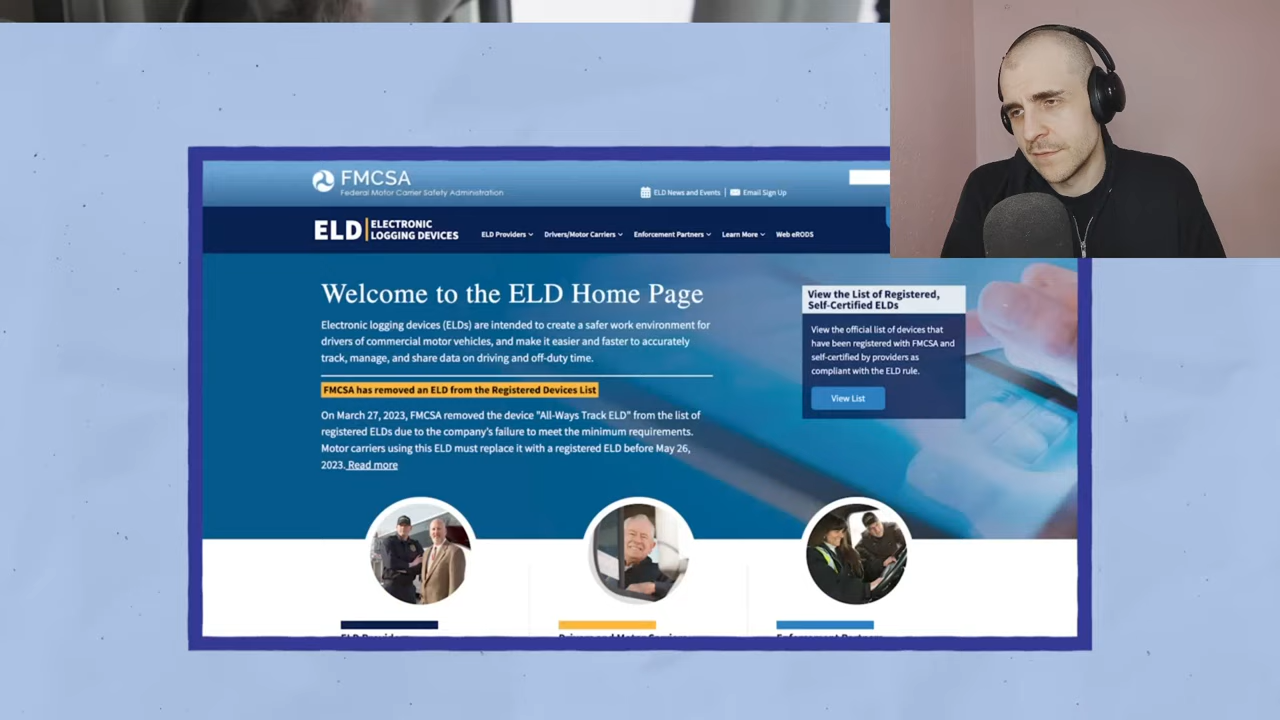 FMCSA
Federal Motor Carrier Safety Administration
ELD News and Events | Email Sign Up
ELD | ELECTRONIC
LOGGING DEVICES
ELD Providers Drivers/Motor Carriers Enforcement Partners Learn More Web eRODS
Welcome to the ELD Home Page
Electronic logging devices (ELDs) are intended to create a safer work environment for
drivers of commercial motor vehicles, and make it easier and faster to accurately
track, manage, and share data on driving and off-duty time.
FMCSA has removed an ELD from the Registered Devices List
On March 27, 2023, FMCSA removed the device "All-Ways Track ELD" from the list of
registered ELDs due to the company's failure to meet the minimum requirements.
Motor carriers using this ELD must replace it with a registered ELD before May 26,
2023. Read more
View the List of Registered,
Self-Certified ELDs
View the official list of devices that
have been registered with FMCSA and
self-certified by providers as
compliant with the ELD rule.
View List